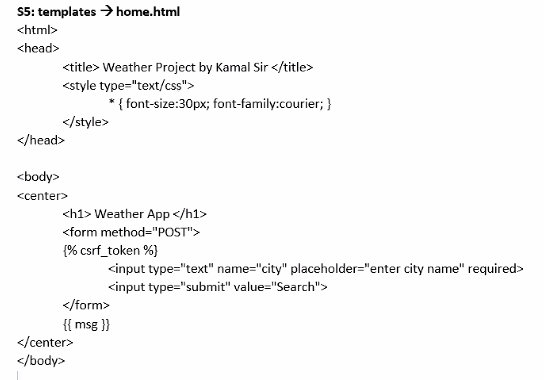 S5: templates → home.html
<html>
<head>
<title> Weather Project by Kamal Sir </title>
<style type="text/css">
* { font-size:30px; font-family:courier; }
</style>
</head>
<body>
<center>
<h1> Weather App </h1>
<form method="POST">
{% csrf_token %}
<input type="text" name="city" placeholder="enter city name" required>
<input type="submit" value="Search">
</form>
{{ msg }}
</center>
</body>